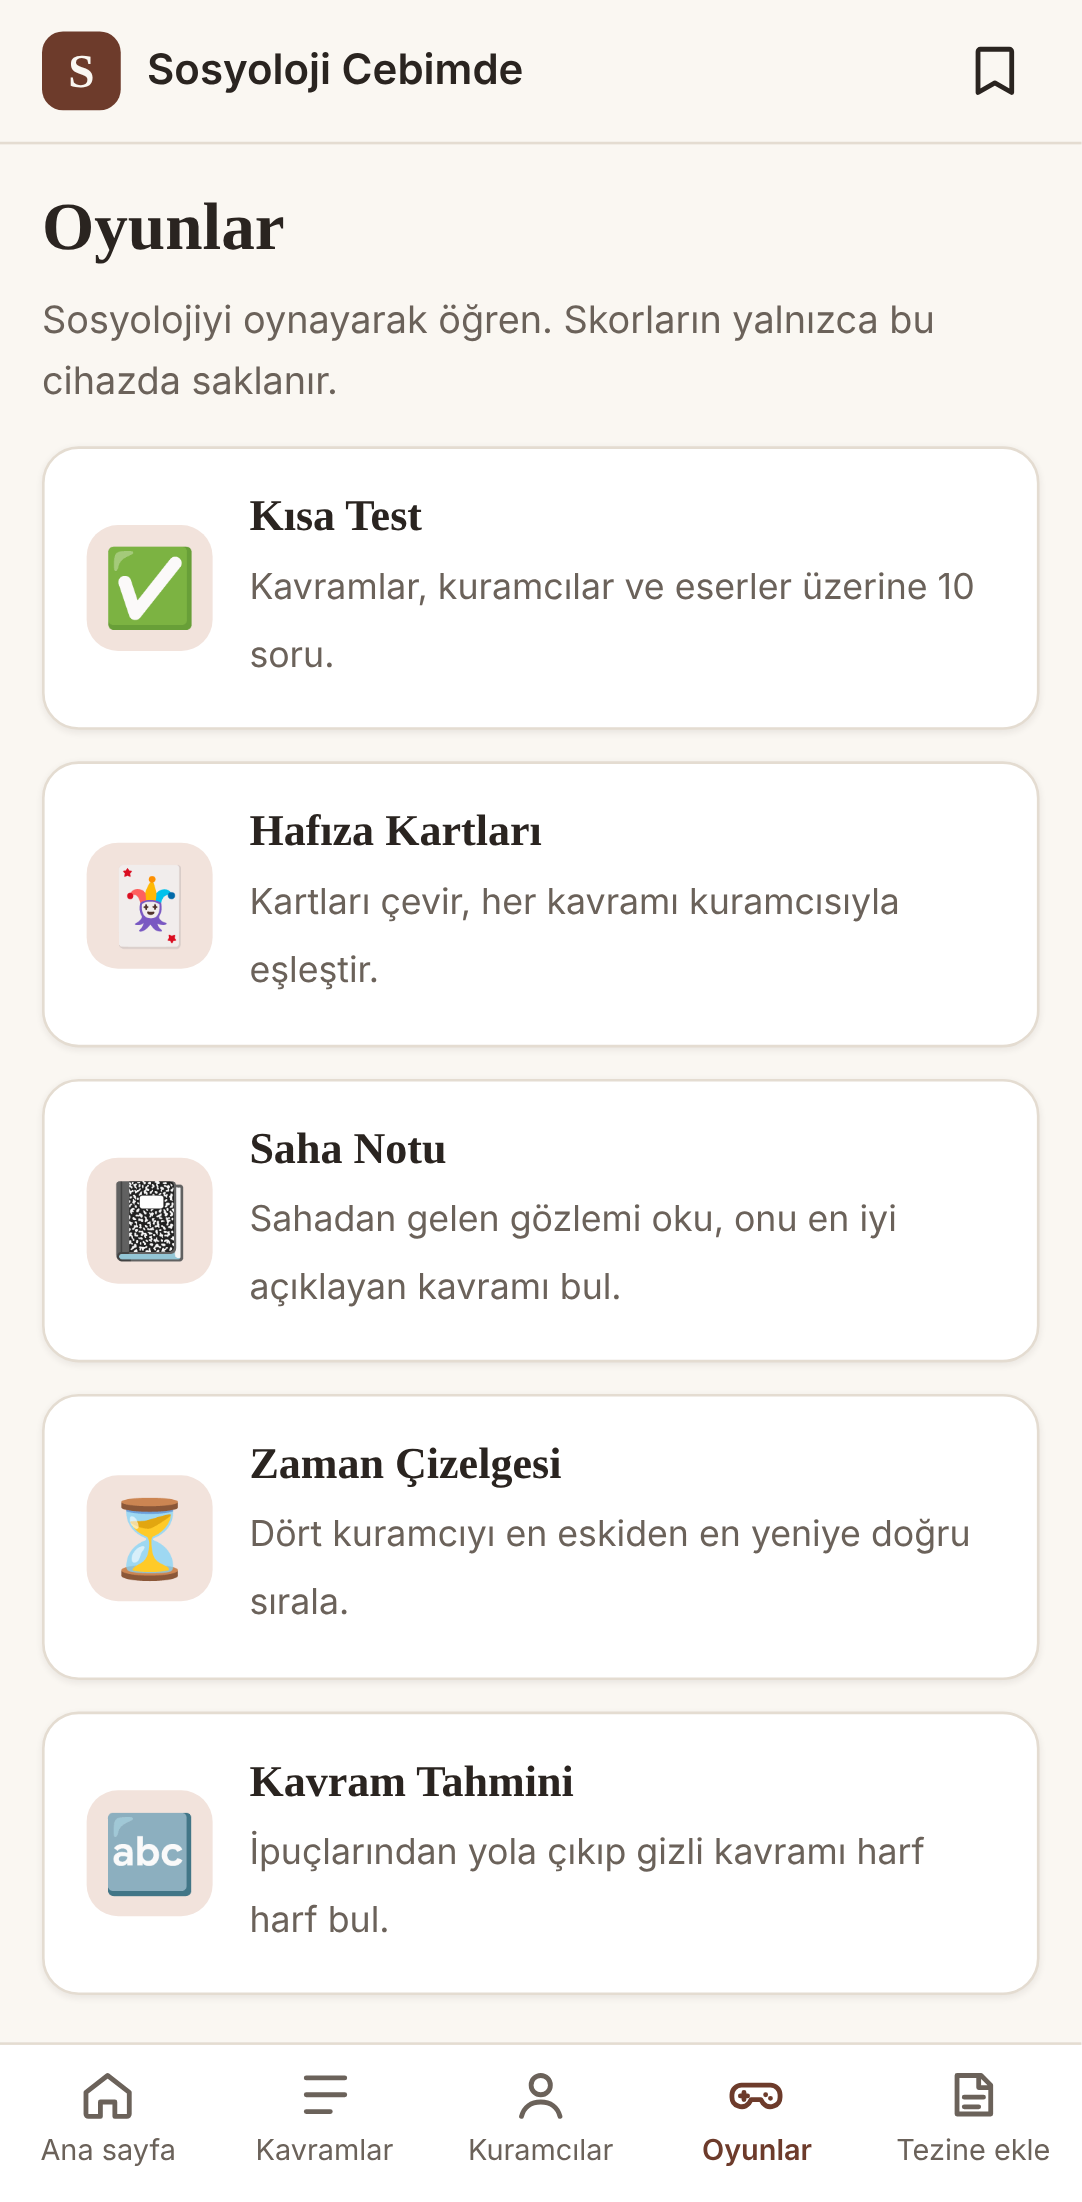 S Sosyoloji Cebimde
Oyunlar
Sosyolojiyi oynayarak öğren. Skorların yalnızca bu
cihazda saklanır.
Kısa Test
Kavramlar, kuramcılar ve eserler üzerine 10
soru.
Hafıza Kartları
Kartları çevir, her kavramı kuramcısıyla
eşleştir.
Saha Notu
Sahadan gelen gözlemi oku, onu en iyi
açıklayan kavramı bul.
Zaman Çizelgesi
Dört kuramcıyı en eskiden en yeniye doğru
sırala.
Kavram Tahmini
abc
İpuçlarından yola çıkıp gizli kavramı harf
harf bul.
Ana sayfa Kavramlar Kuramcılar Oyunlar Tezine ekle